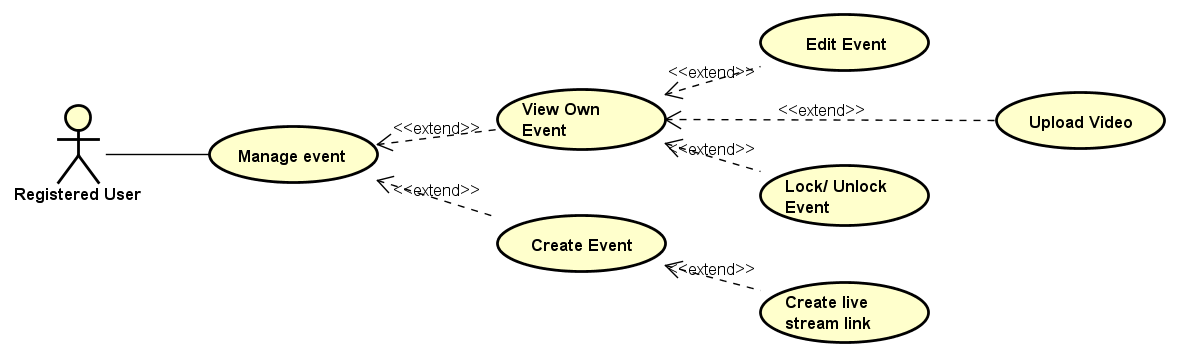 Edit Event
<<extend>>
View Own
Event
<<extend>>
Upload Video
<<extend>>
Manage event
<<extend>>
Lock/ Unlock
Event
Registered User
<<extend>>
Create Event
<<extend>>
Create live
stream link